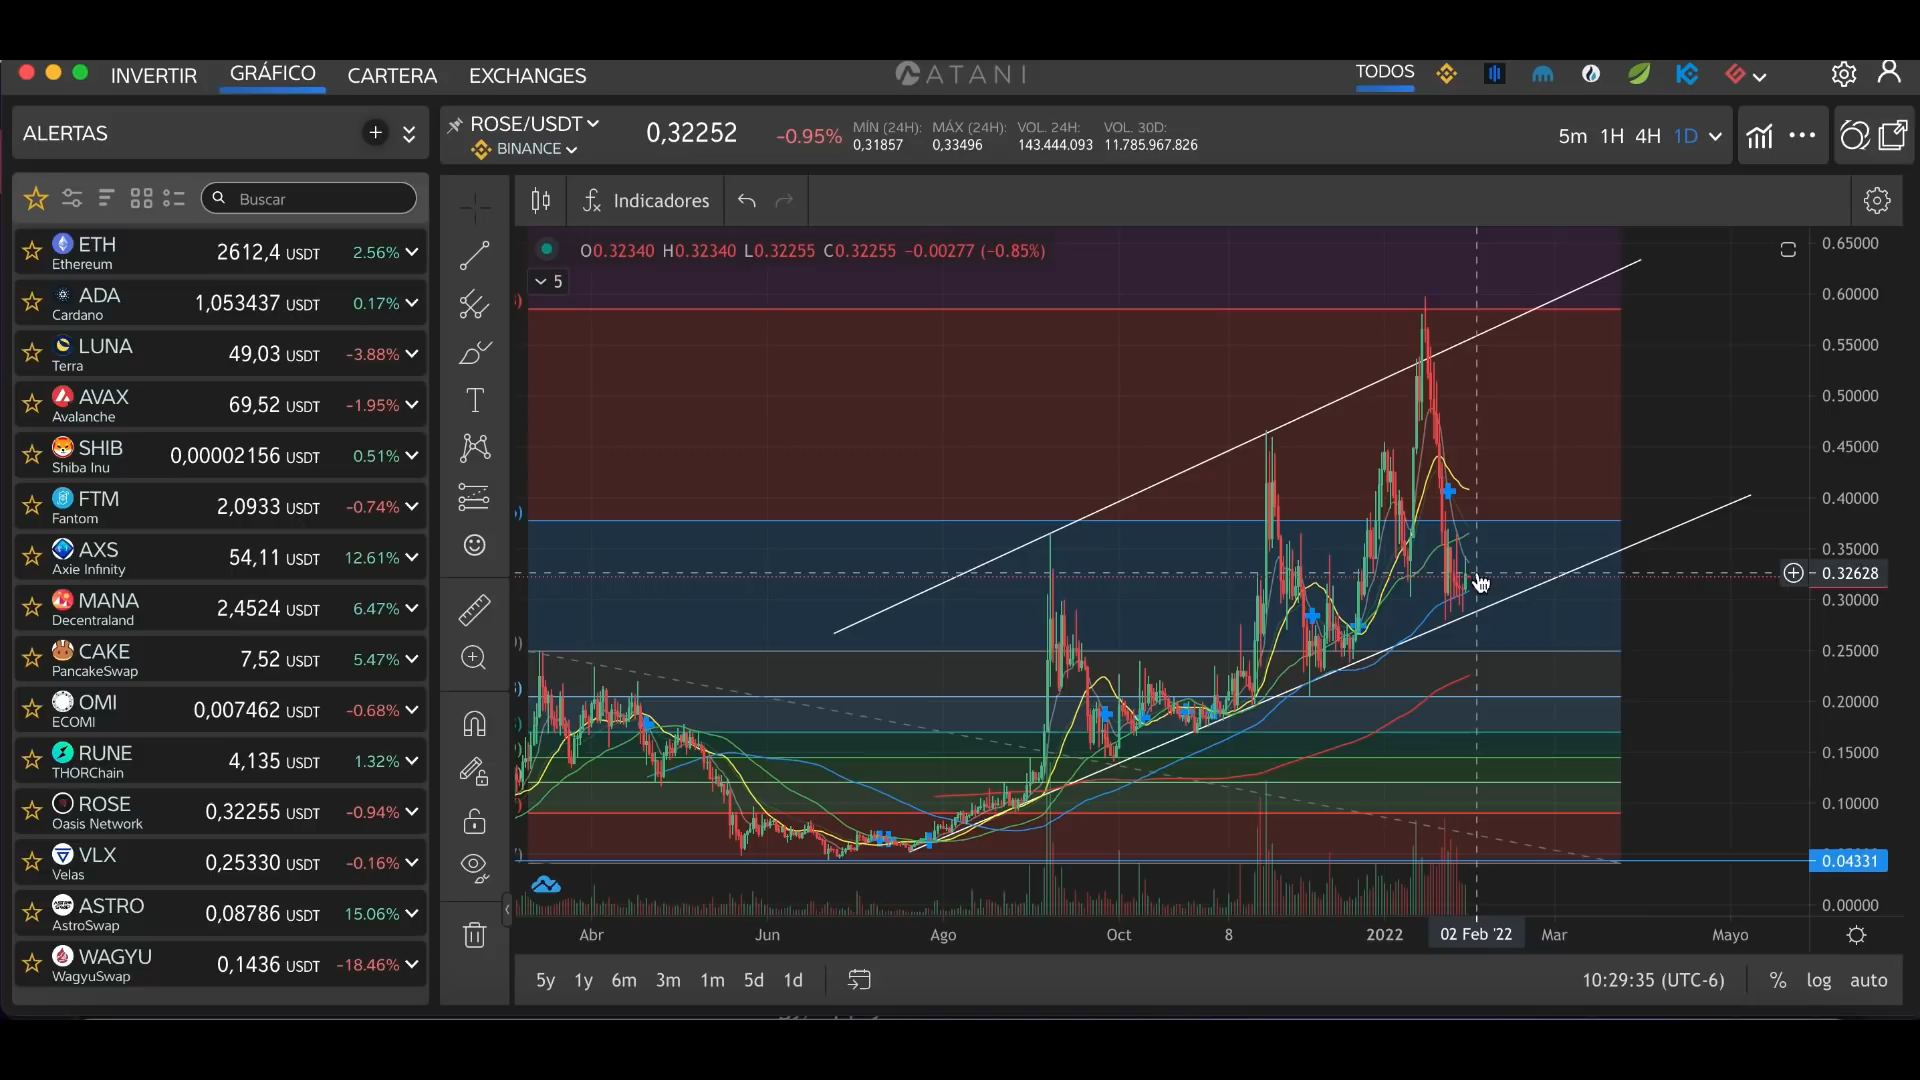 INVERTIR GRÁFICO CARTERA EXCHANGES ATANI TODOS
ALERTAS
ROSE/USDT
BINANCE
0,32252 -0.95%
MÍN (24H): MÁX (24H): VOL. 24H: VOL. 30D:
0,31857 0,33496 143.444.093 11.785.967.826
5m 1H 4H 1D
Buscar
Indicadores
O0.32340 H0.32340 L0.32255 C0.32255 −0.00277 (−0.85%)
5
ETH 2612,4 USDT 2.56%
Ethereum
ADA 1,053437 USDT 0.17%
Cardano
LUNA 49,03 USDT -3.88%
Terra
AVAX 69,52 USDT -1.95%
Avalanche
SHIB 0,00002156 USDT 0.51%
Shiba Inu
FTM 2,0933 USDT -0.74%
Fantom
AXS 54,11 USDT 12.61%
Axie Infinity
MANA 2,4524 USDT 6.47%
Decentraland
CAKE 7,52 USDT 5.47%
PancakeSwap
OMI 0,007462 USDT -0.68%
ECOMI
RUNE 4,135 USDT 1.32%
THORChain
ROSE 0,32255 USDT -0.94%
Oasis Network
VLX 0,25330 USDT -0.16%
Velas
ASTRO 0,08786 USDT 15.06%
AstroSwap
WAGYU 0,1436 USDT -18.46%
WagyuSwap
0.65000
0.60000
0.55000
0.50000
0.45000
0.40000
0.35000
0.32628
0.30000
0.25000
0.20000
0.15000
0.10000
0.04331
0.00000
Abr Jun Ago Oct 8 2022 02 Feb '22 Mar Mayo
5y 1y 6m 3m 1m 5d 1d
10:29:35 (UTC-6) % log auto